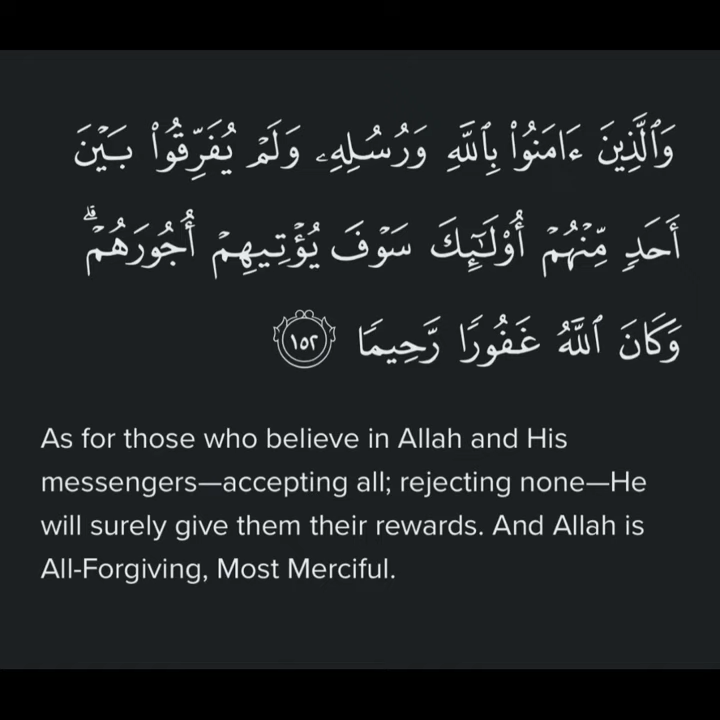 وَٱلَّذِينَ ءَامَنُوا۟ بِٱللَّهِ وَرُسُلِهِۦ وَلَمْ يُفَرِّقُوا۟ بَيْنَ
أَحَدٍ مِّنْهُمْ أُو۟لَـٰٓئِكَ سَوْفَ يُؤْتِيهِمْ أُجُورَهُمْ ۗ
وَكَانَ ٱللَّهُ غَفُورًا رَّحِيمًا ١٥٢
As for those who believe in Allah and His
messengers—accepting all; rejecting none—He
will surely give them their rewards. And Allah is
All-Forgiving, Most Merciful.